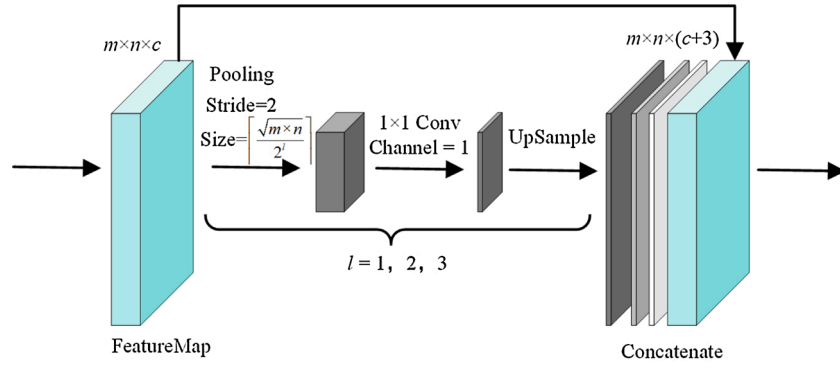 m×n×c
m×n×(c+3)
Pooling
Stride=2
Size=⌈√m×n / 2^l⌉
1×1 Conv
Channel = 1
UpSample
l = 1，2，3
FeatureMap
Concatenate